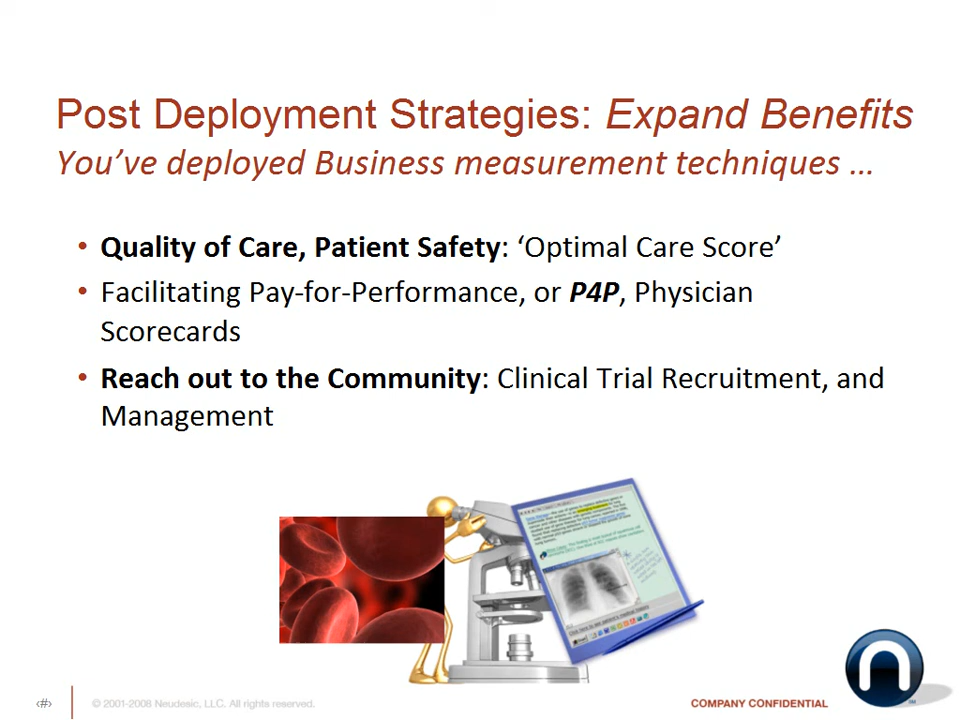 Post Deployment Strategies: Expand Benefits
You’ve deployed Business measurement techniques …
• Quality of Care, Patient Safety: ‘Optimal Care Score’
• Facilitating Pay-for-Performance, or P4P, Physician
Scorecards
• Reach out to the Community: Clinical Trial Recruitment, and
Management
‹#›
© 2001-2008 Neudesic, LLC. All rights reserved.
COMPANY CONFIDENTIAL